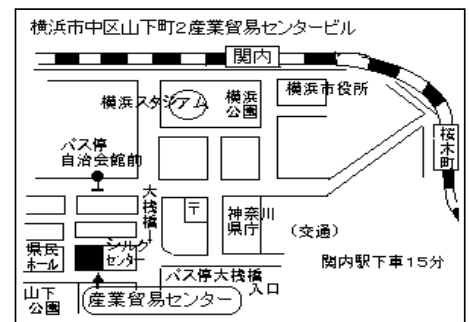 横浜市中区山下町2産業貿易センタービル
関内
横浜スタジアム
横浜
公園
横浜市役所
桜木町
バス停
自治会館前
大桟橋
〒
神奈川
県庁
(交通)
県民
ホール
シルク
センター
関内駅下車15分
バス停大桟橋
入口
山下
公園
産業貿易センター